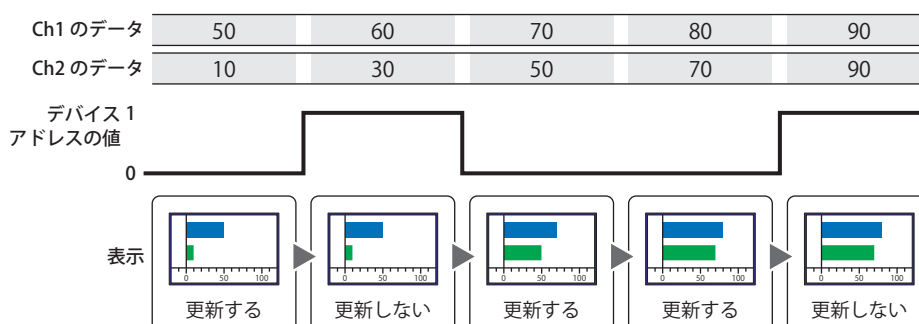 Ch1 のデータ 50 60 70 80 90
Ch2 のデータ 10 30 50 70 90
デバイス 1
アドレスの値
0
表示
0 50 100 0 50 100 0 50 100 0 50 100 0 50 100
更新する 更新しない 更新する 更新する 更新しない